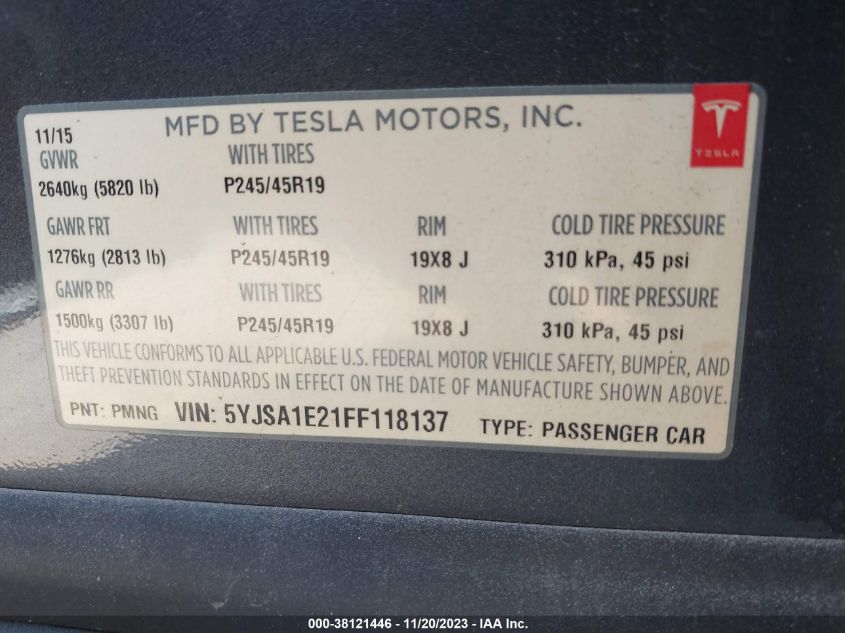 11/15 MFD BY TESLA MOTORS, INC.
TESLA
GVWR WITH TIRES
2640kg (5820 lb) P245/45R19
GAWR FRT WITH TIRES RIM COLD TIRE PRESSURE
1276kg (2813 lb) P245/45R19 19X8 J 310 kPa, 45 psi
GAWR RR WITH TIRES RIM COLD TIRE PRESSURE
1500kg (3307 lb) P245/45R19 19X8 J 310 kPa, 45 psi
THIS VEHICLE CONFORMS TO ALL APPLICABLE U.S. FEDERAL MOTOR VEHICLE SAFETY, BUMPER, AND
THEFT PREVENTION STANDARDS IN EFFECT ON THE DATE OF MANUFACTURE SHOWN ABOVE.
PNT: PMNG VIN: 5YJSA1E21FF118137 TYPE: PASSENGER CAR
000-38121446 - 11/20/2023 - IAA Inc.